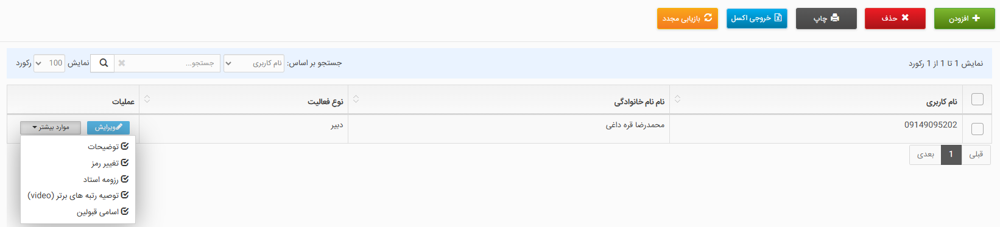 افزودن حذف چاپ خروجی اکسل بازیابی مجدد
نمایش 1 تا 1 از 1 رکورد جستجو بر اساس: نام کاربری جستجو... نمایش 100 رکورد
نام کاربری نام نام خانوادگی نوع فعالیت عملیات
09149095202 محمدرضا قره داغی دبیر ویرایش موارد بیشتر
توضیحات
تغییر رمز
رزومه استاد
توصیه رتبه های برتر (video)
اسامی قبولین
قبلی 1 بعدی